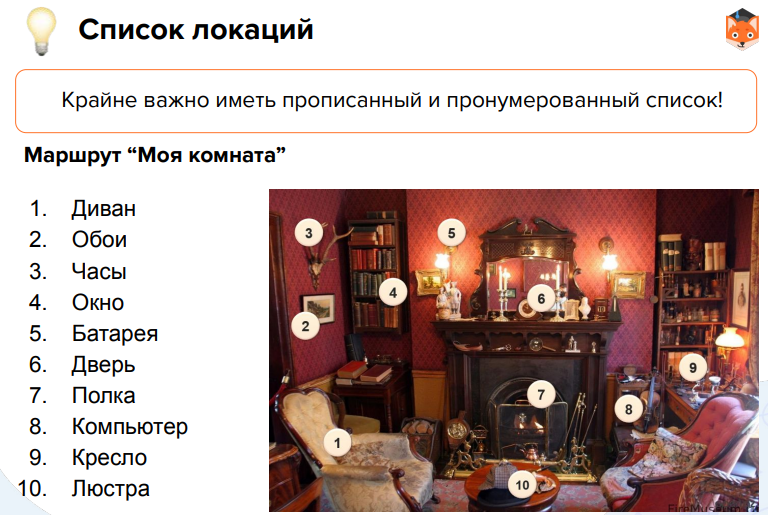 Список локаций
Крайне важно иметь прописанный и пронумерованный список!
Маршрут “Моя комната”
1. Диван
2. Обои
3. Часы
4. Окно
5. Батарея
6. Дверь
7. Полка
8. Компьютер
9. Кресло
10. Люстра
3
5
4
6
2
9
7
8
1
10